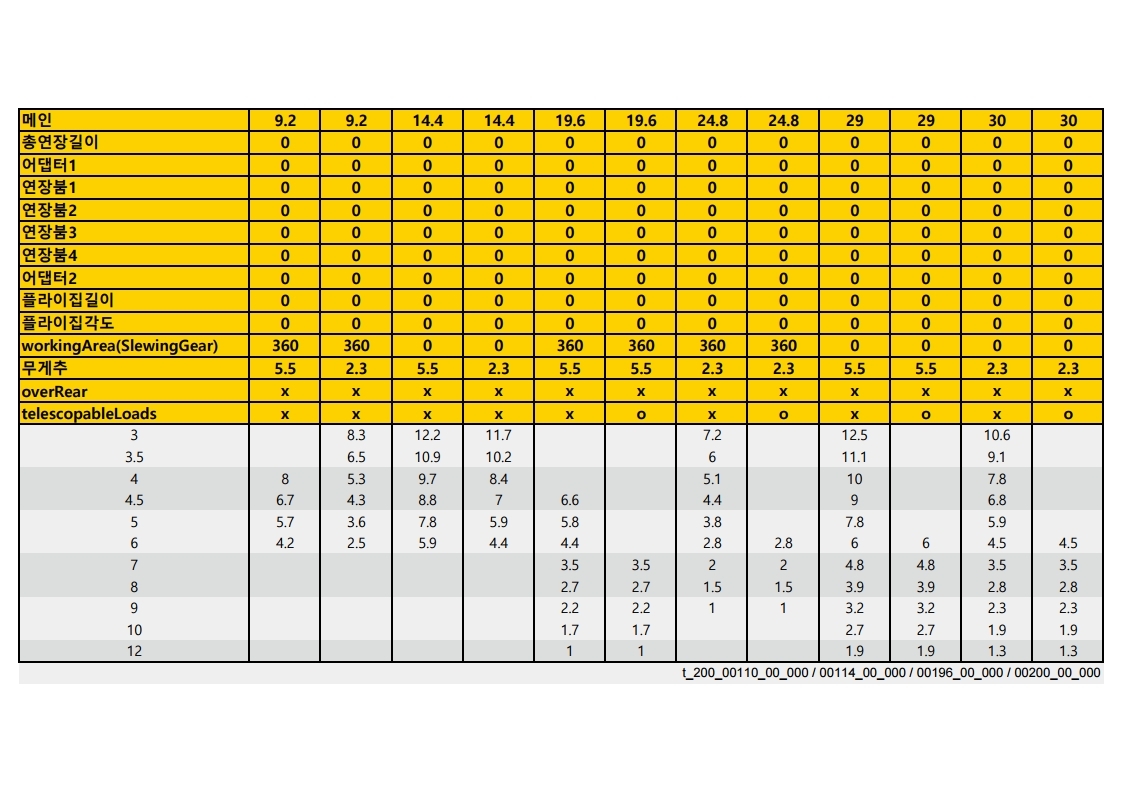 메인 9.2 9.2 14.4 14.4 19.6 19.6 24.8 24.8 29 29 30 30
총연장길이 0 0 0 0 0 0 0 0 0 0 0 0
어댑터1 0 0 0 0 0 0 0 0 0 0 0 0
연장붐1 0 0 0 0 0 0 0 0 0 0 0 0
연장붐2 0 0 0 0 0 0 0 0 0 0 0 0
연장붐3 0 0 0 0 0 0 0 0 0 0 0 0
연장붐4 0 0 0 0 0 0 0 0 0 0 0 0
어댑터2 0 0 0 0 0 0 0 0 0 0 0 0
플라이집길이 0 0 0 0 0 0 0 0 0 0 0 0
플라이집각도 0 0 0 0 0 0 0 0 0 0 0 0
workingArea(SlewingGear) 360 360 0 0 360 360 360 360 0 0 0 0
무게추 5.5 2.3 5.5 2.3 5.5 5.5 2.3 2.3 5.5 5.5 2.3 2.3
overRear x x x x x x x x x x x x
telescopableLoads x x x x x o x o x o x o
3 8.3 12.2 11.7 7.2 12.5 10.6
3.5 6.5 10.9 10.2 6 11.1 9.1
4 8 5.3 9.7 8.4 5.1 10 7.8
4.5 6.7 4.3 8.8 7 6.6 4.4 9 6.8
5 5.7 3.6 7.8 5.9 5.8 3.8 7.8 5.9
6 4.2 2.5 5.9 4.4 4.4 2.8 2.8 6 6 4.5 4.5
7 3.5 3.5 2 2 4.8 4.8 3.5 3.5
8 2.7 2.7 1.5 1.5 3.9 3.9 2.8 2.8
9 2.2 2.2 1 1 3.2 3.2 2.3 2.3
10 1.7 1.7 2.7 2.7 1.9 1.9
12 1 1 1.9 1.9 1.3 1.3
t_200_00110_00_000 / 00114_00_000 / 00196_00_000 / 00200_00_000